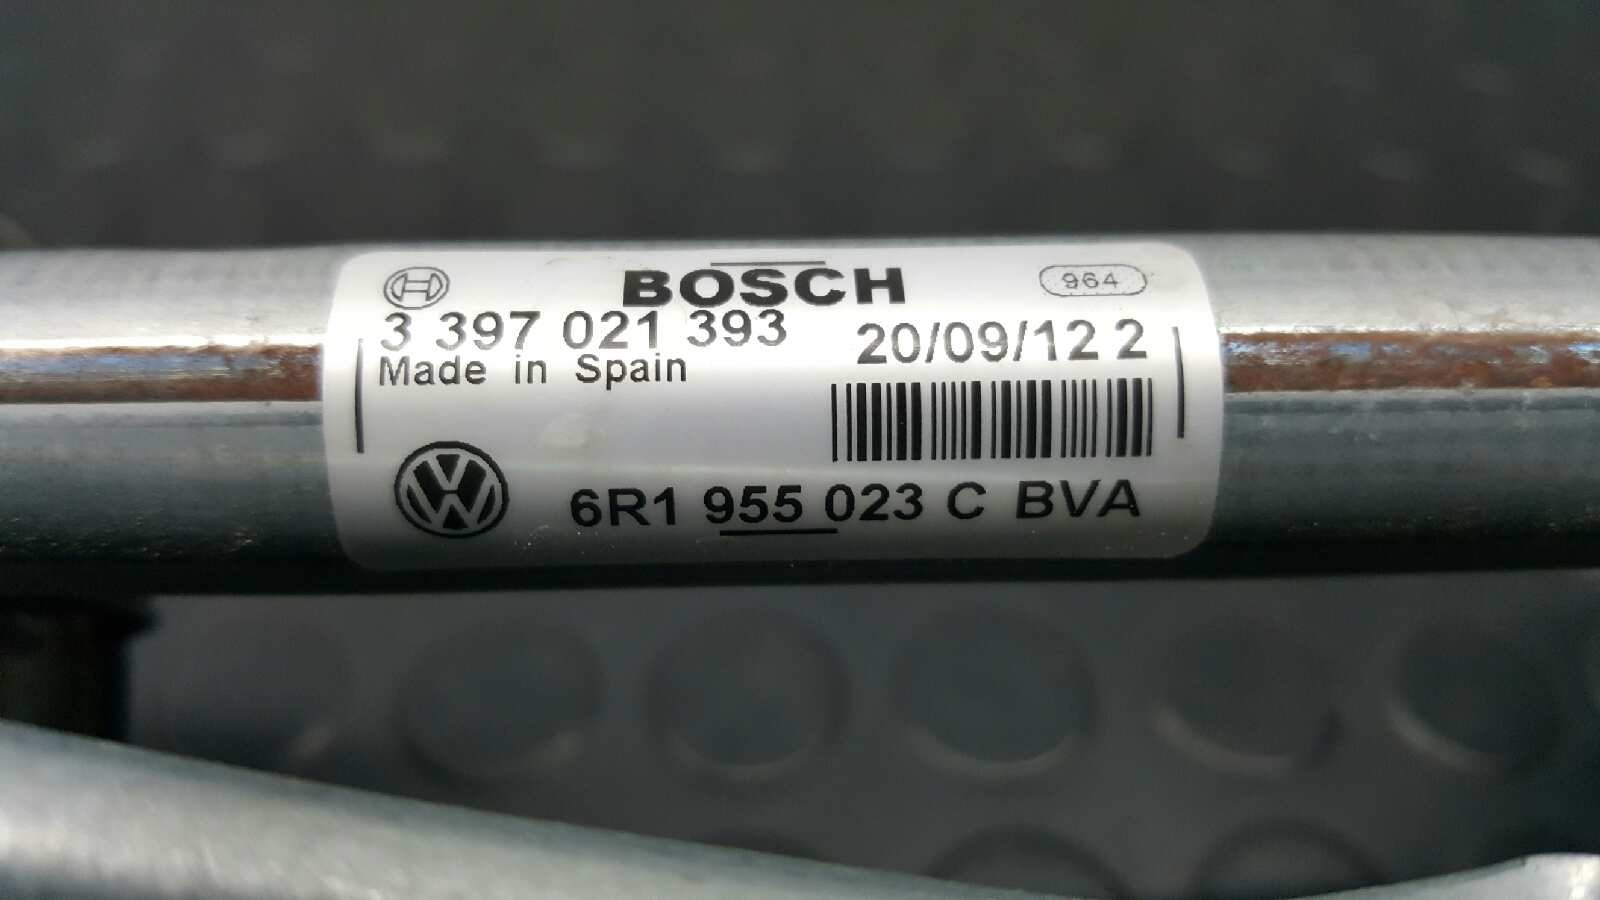 BOSCH 964
3 397 021 393 20/09/12 2
Made in Spain
6R1 955 023 C BVA